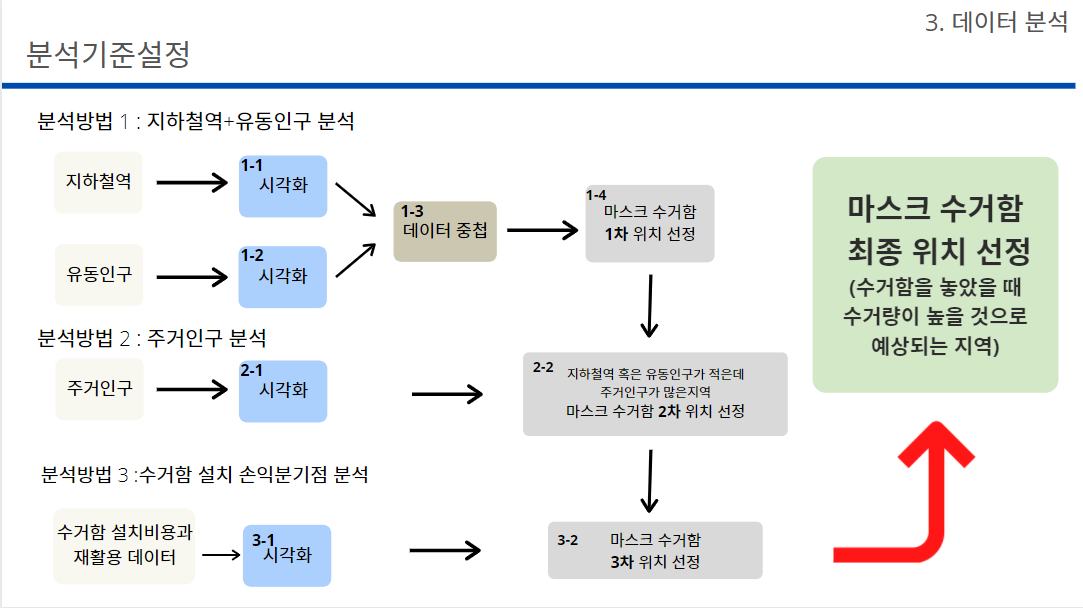 3. 데이터 분석
분석기준설정
분석방법 1 : 지하철역+유동인구 분석
지하철역
1-1
시각화
유동인구
1-2
시각화
1-3
데이터 중첩
1-4
마스크 수거함
1차 위치 선정
분석방법 2 : 주거인구 분석
주거인구
2-1
시각화
2-2
지하철역 혹은 유동인구가 적은데
주거인구가 많은지역
마스크 수거함 2차 위치 선정
분석방법 3 :수거함 설치 손익분기점 분석
수거함 설치비용과
재활용 데이터
3-1
시각화
3-2
마스크 수거함
3차 위치 선정
마스크 수거함
최종 위치 선정
(수거함을 놓았을 때
수거량이 높을 것으로
예상되는 지역)